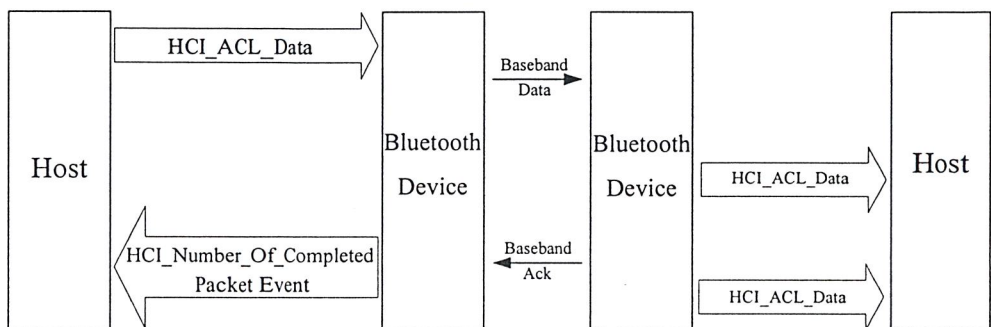 HCI_ACL_Data
Baseband
Data
Host
Bluetooth
Device
Bluetooth
Device
HCI_ACL_Data
Host
HCI_Number_Of_Completed
Packet Event
Baseband
Ack
HCI_ACL_Data